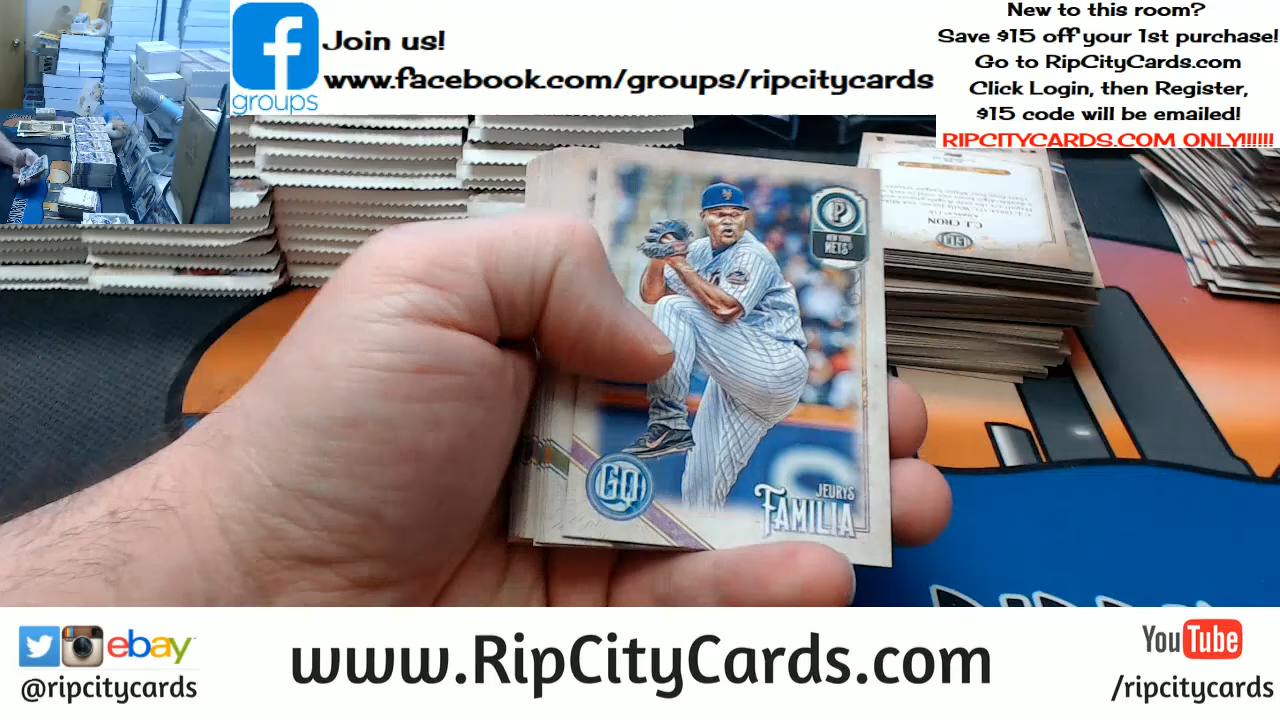 groups
Join us!
www.facebook.com/groups/ripcitycards
New to this room?
Save $15 off your 1st purchase!
Go to RipCityCards.com
Click Login, then Register,
$15 code will be emailed!
RIPCITYCARDS.COM ONLY!!!!!!
P
NEW YORK
METS
C.J. CRON
GQ
JEURYS
FAMILIA
ebay
@ripcitycards
www.RipCityCards.com
YouTube
/ripcitycards